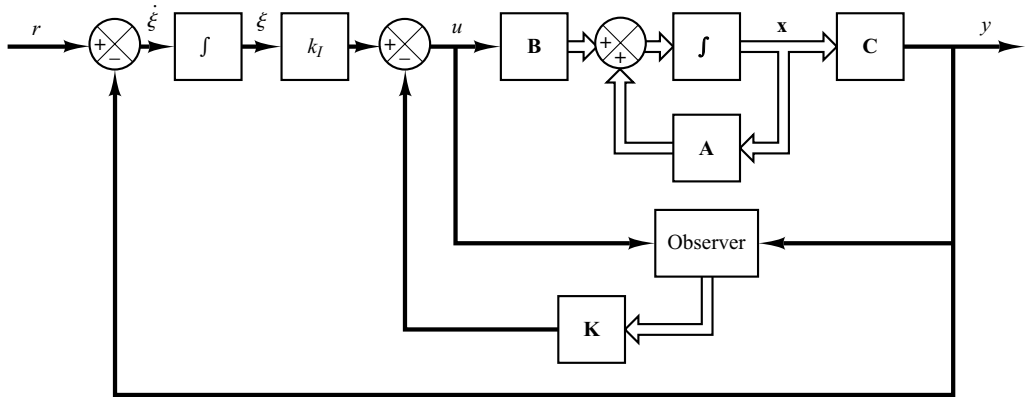 r
+
−
ξ̇
∫
ξ
k_I
+
−
u
B
+
+
∫
x
C
y
A
Observer
K